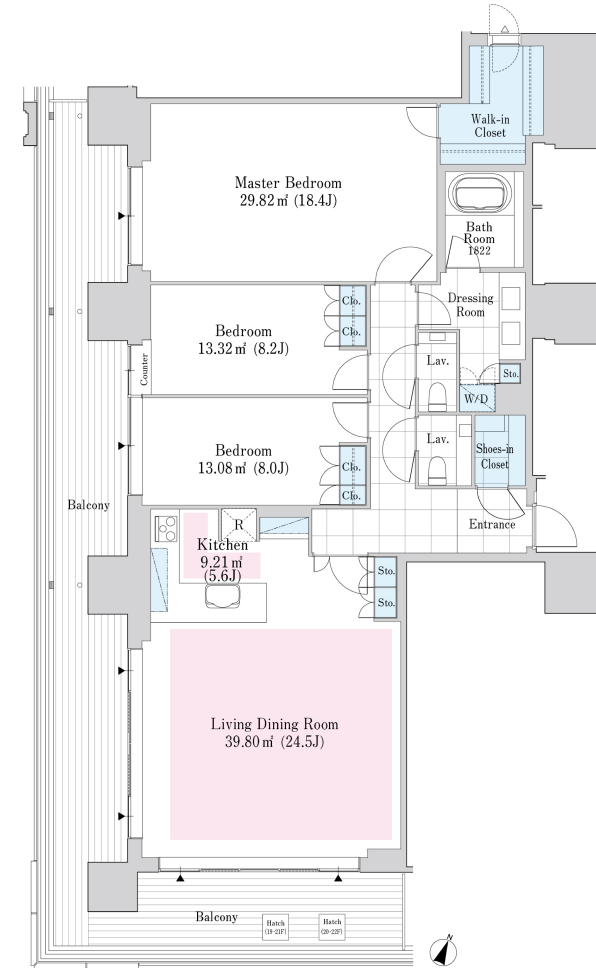 Walk-in
Closet
Master Bedroom
29.82㎡ (18.4J)
Bath
Room
1822
Dressing
Room
Clo.
Clo.
Bedroom
13.32㎡ (8.2J)
Counter
Lav.
Sto.
W/D
Bedroom
13.08㎡ (8.0J)
Clo.
Clo.
Lav.
Shoes-in
Closet
Balcony
R
Entrance
Kitchen
9.21㎡
(5.6J)
Sto.
Sto.
Living Dining Room
39.80㎡ (24.5J)
Balcony
Hatch
(19-21F)
Hatch
(20-22F)
N